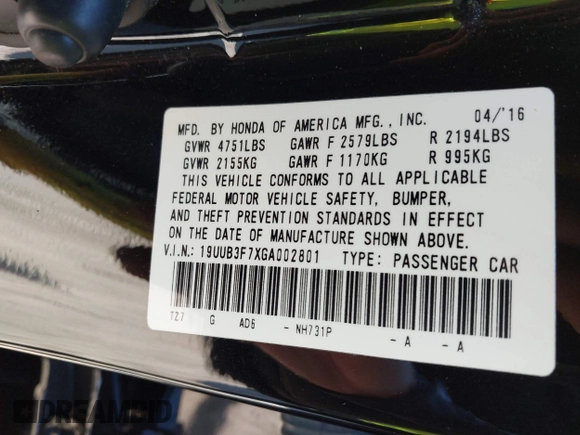 MFD. BY HONDA OF AMERICA MFG., INC. 04/'16
GVWR 4751LBS GAWR F 2579LBS R 2194LBS
GVWR 2155KG GAWR F 1170KG R 995KG
THIS VEHICLE CONFORMS TO ALL APPLICABLE
FEDERAL MOTOR VEHICLE SAFETY, BUMPER,
AND THEFT PREVENTION STANDARDS IN EFFECT
ON THE DATE OF MANUFACTURE SHOWN ABOVE.
V.I.N.: 19UUB3F7XGA002801 TYPE: PASSENGER CAR
TZ7 G AD6 - NH731P - A - A
DREAMBID